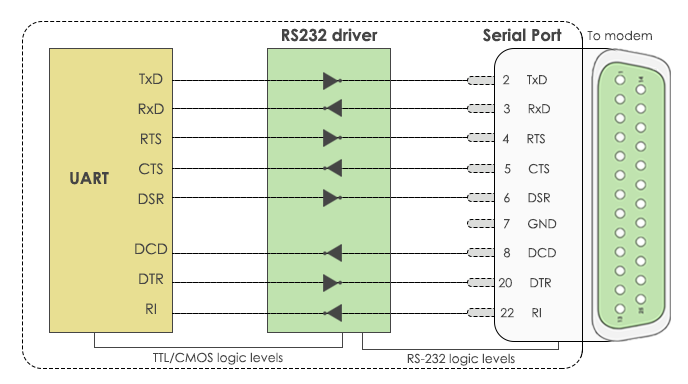 RS232 driver
Serial Port
To modem
UART
TxD
RxD
RTS
CTS
DSR
DCD
DTR
RI
2 TxD
3 RxD
4 RTS
5 CTS
6 DSR
7 GND
8 DCD
20 DTR
22 RI
TTL/CMOS logic levels
RS-232 logic levels